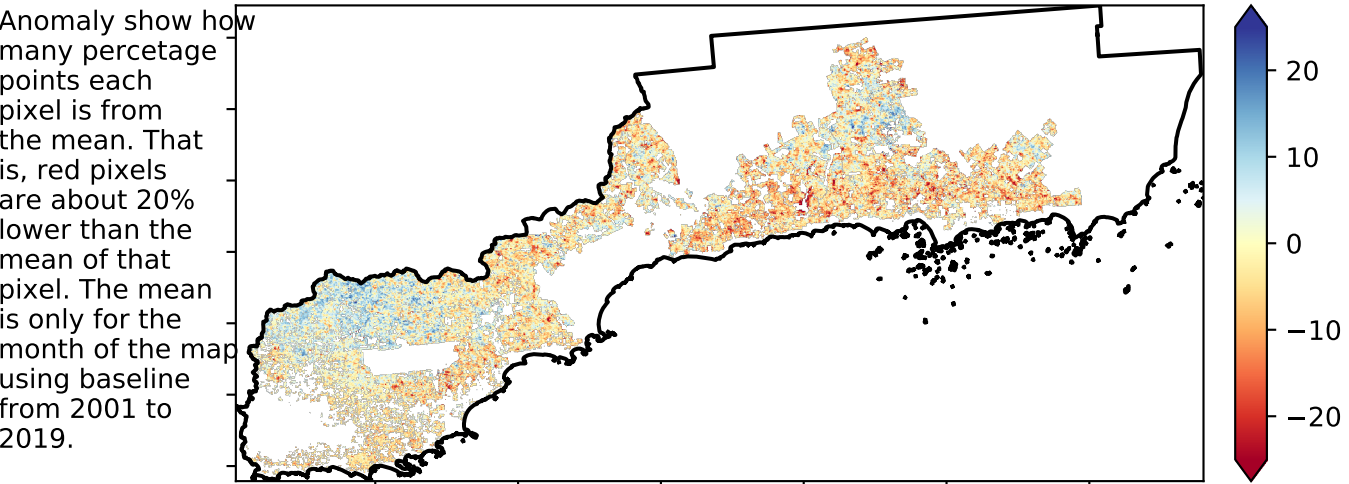 Anomaly show how
many percetage
points each
pixel is from
the mean. That
is, red pixels
are about 20%
lower than the
mean of that
pixel. The mean
is only for the
month of the map
using baseline
from 2001 to
2019.
20
10
0
−10
−20